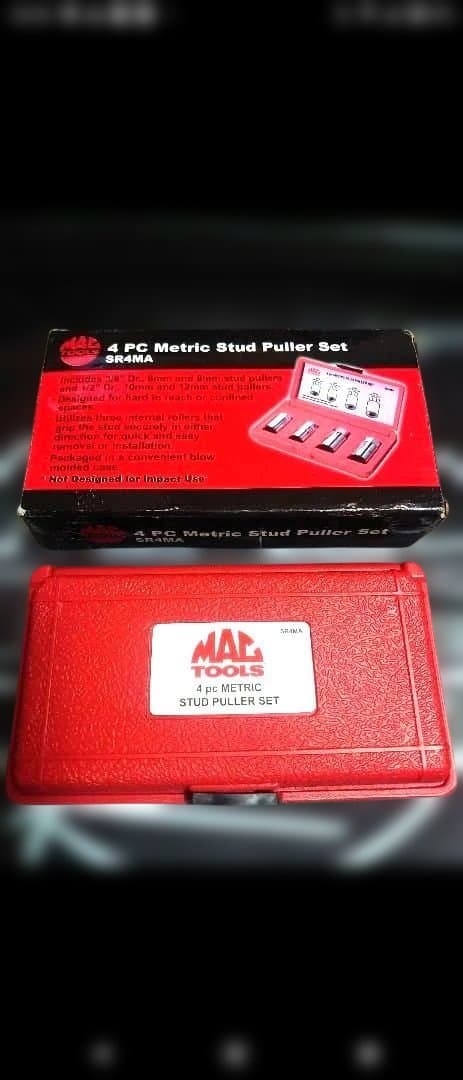 MAC TOOLS
4 PC Metric Stud Puller Set
SR4MA
Includes 3/8" Dr., 6mm and 8mm stud pullers
and 1/2" Dr., 10mm and 12mm stud pullers.
Designed for hard to reach or confined
spaces.
Utilizes three internal rollers that
grip the stud securely in either
direction for quick and easy
removal or installation.
Packaged in a convenient blow
molded case
* Not Designed for Impact Use
MAC
4 PC Metric Stud Puller Set
SR4MA
SR4MA
MAC
TOOLS
4 pc METRIC
STUD PULLER SET